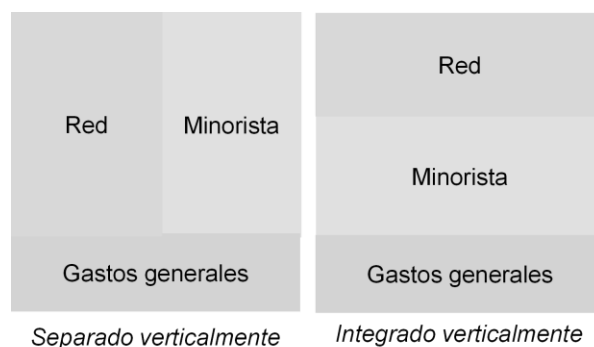 Red
Minorista
Gastos generales
Separado verticalmente
Red
Minorista
Gastos generales
Integrado verticalmente